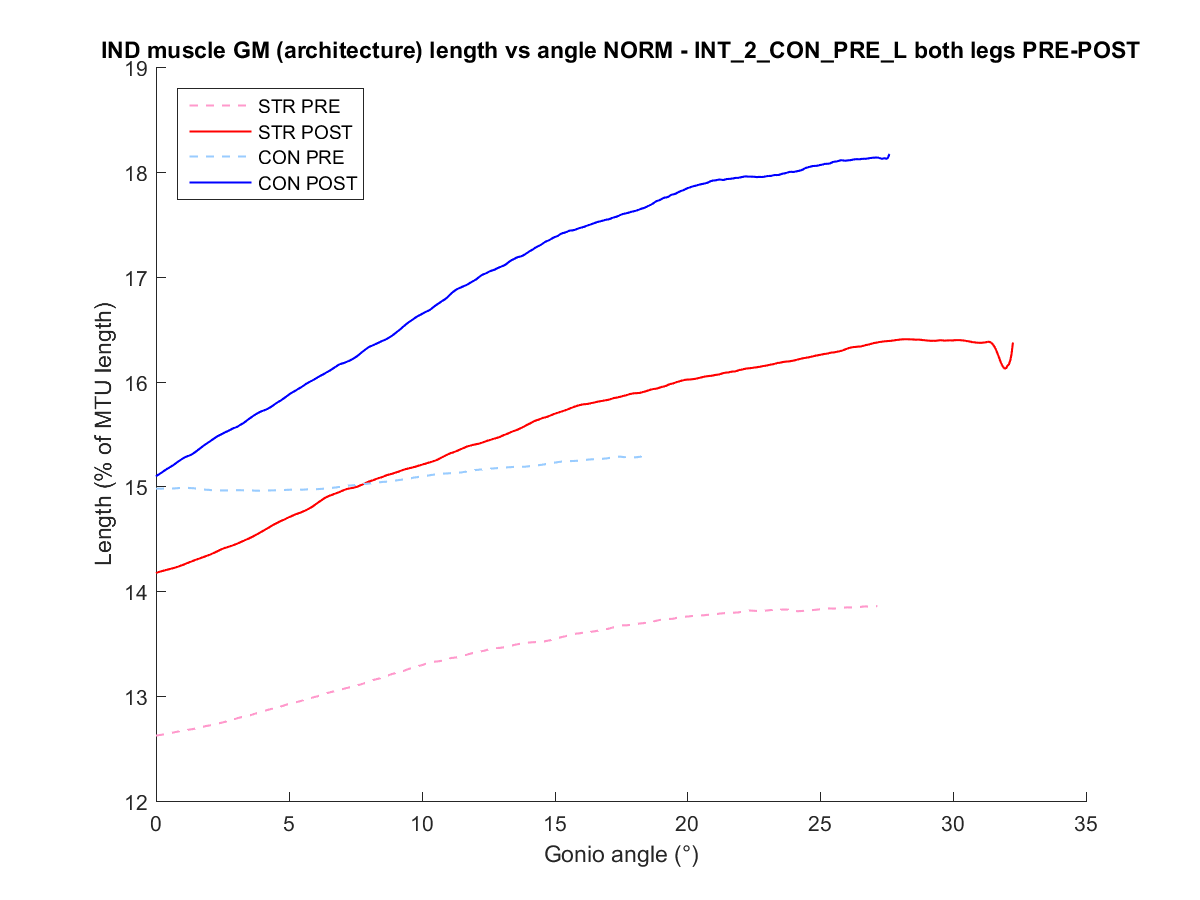 IND muscle GM (architecture) length vs angle NORM - INT_2_CON_PRE_L both legs PRE-POST
STR PRE
STR POST
CON PRE
CON POST
Length (% of MTU length)
19
18
17
16
15
14
13
12
0 5 10 15 20 25 30 35
Gonio angle (°)